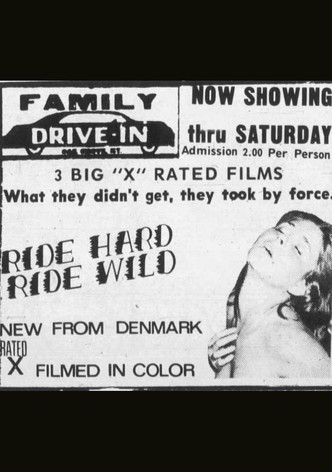 FAMILY
DRIVE-IN
NOW SHOWING
thru SATURDAY
Admission 2.00 Per Person
3 BIG "X" RATED FILMS
What they didn't get, they took by force.
RIDE HARD
RIDE WILD
NEW FROM DENMARK
RATED
X FILMED IN COLOR